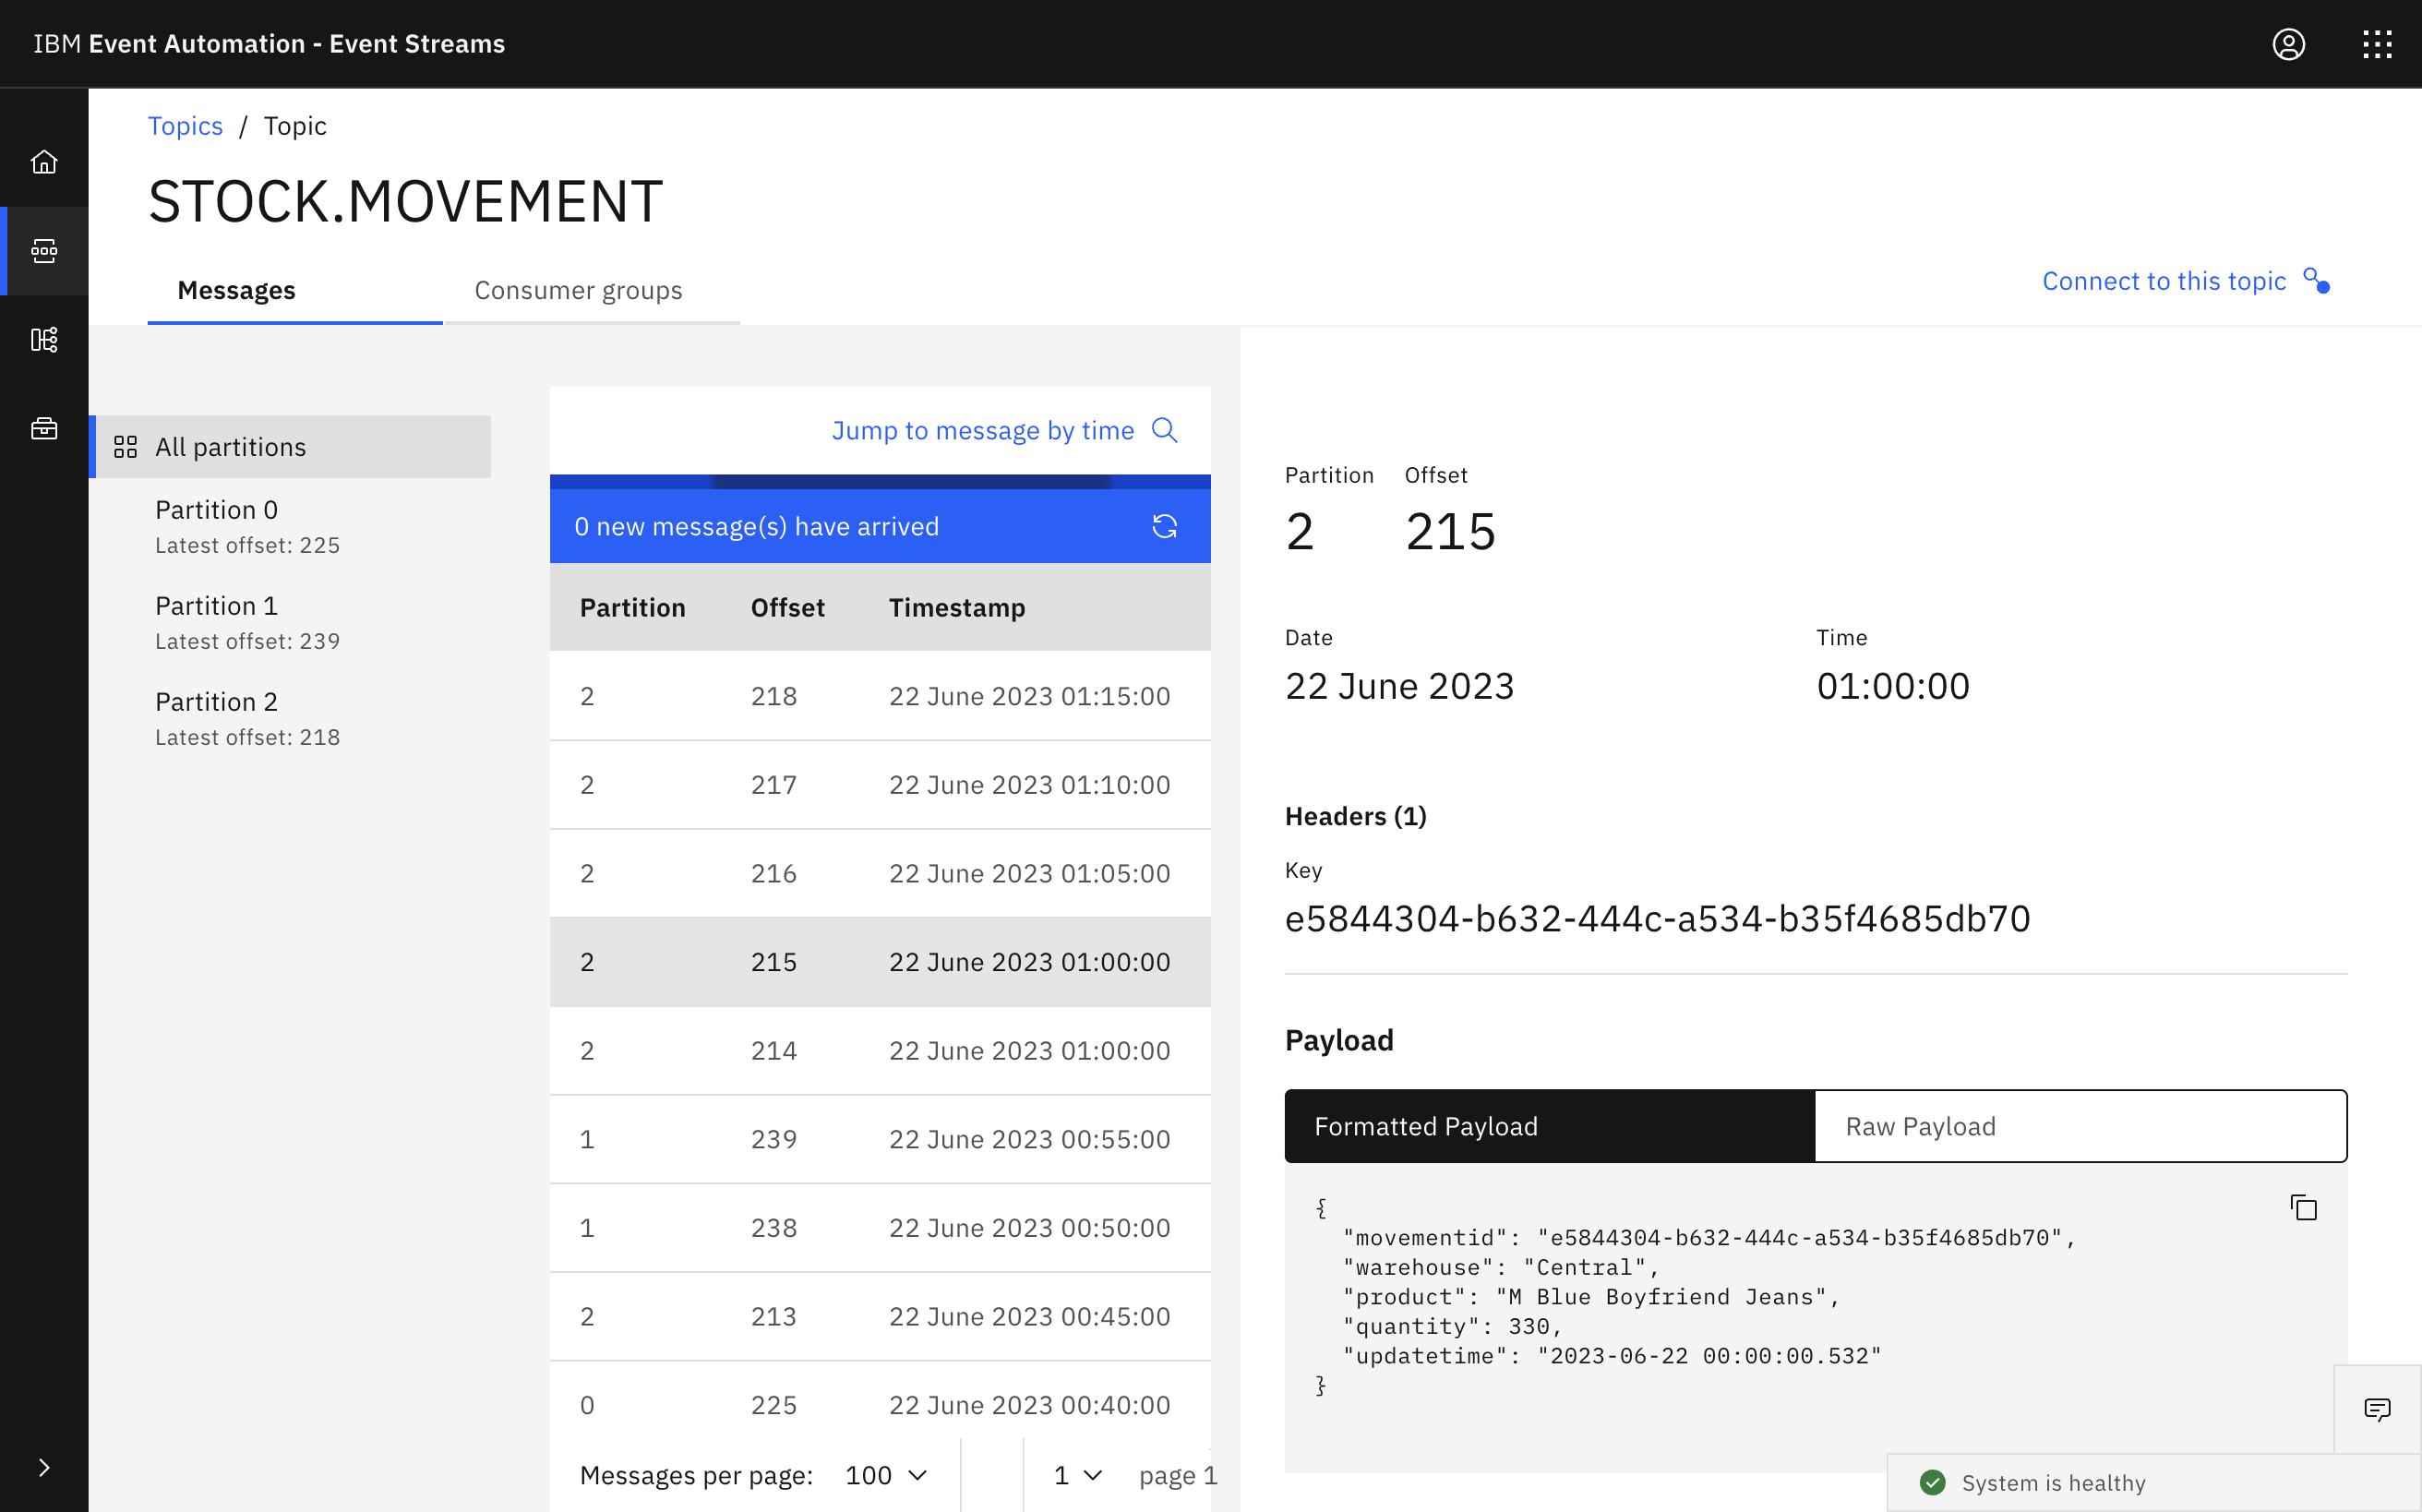 IBM Event Automation - Event Streams
Topics / Topic
STOCK.MOVEMENT
Messages
Consumer groups
Connect to this topic
All partitions
Partition 0
Latest offset: 225
Partition 1
Latest offset: 239
Partition 2
Latest offset: 218
Jump to message by time
0 new message(s) have arrived
Partition Offset Timestamp
2 218 22 June 2023 01:15:00
2 217 22 June 2023 01:10:00
2 216 22 June 2023 01:05:00
2 215 22 June 2023 01:00:00
2 214 22 June 2023 01:00:00
1 239 22 June 2023 00:55:00
1 238 22 June 2023 00:50:00
2 213 22 June 2023 00:45:00
0 225 22 June 2023 00:40:00
Messages per page: 100 1 page 1
Partition Offset
2 215
Date Time
22 June 2023 01:00:00
Headers (1)
Key
e5844304-b632-444c-a534-b35f4685db70
Payload
Formatted Payload Raw Payload
{
"movementid": "e5844304-b632-444c-a534-b35f4685db70",
"warehouse": "Central",
"product": "M Blue Boyfriend Jeans",
"quantity": 330,
"updatetime": "2023-06-22 00:00:00.532"
}
System is healthy